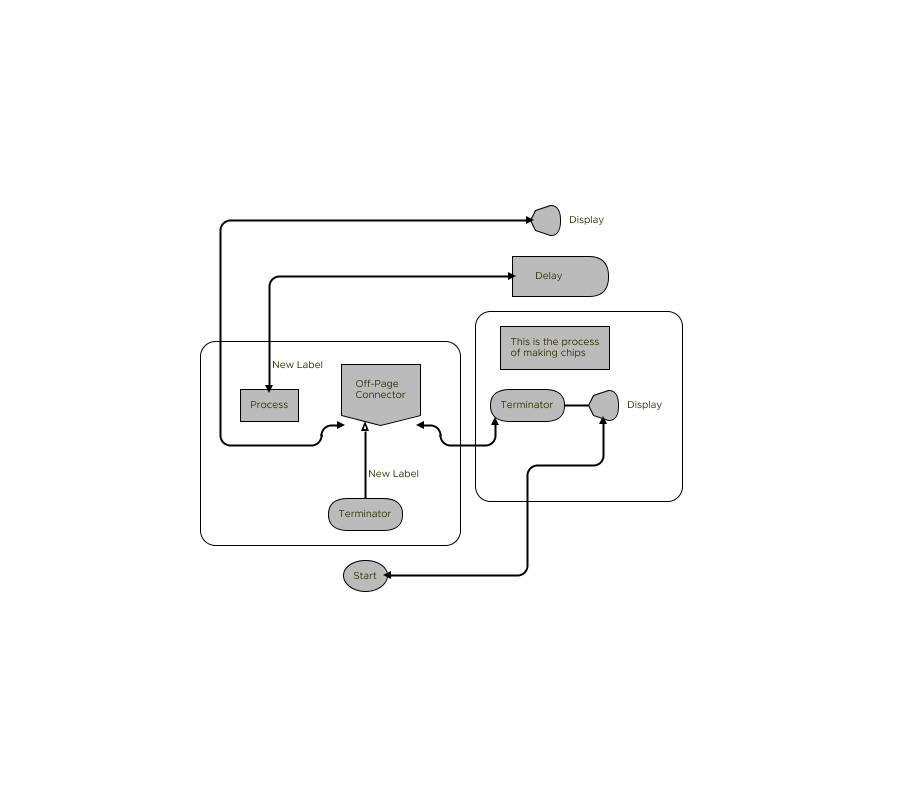 Display
Delay
This is the process
of making chips
New Label
Off-Page
Connector
Process
Terminator
Display
New Label
Terminator
Start